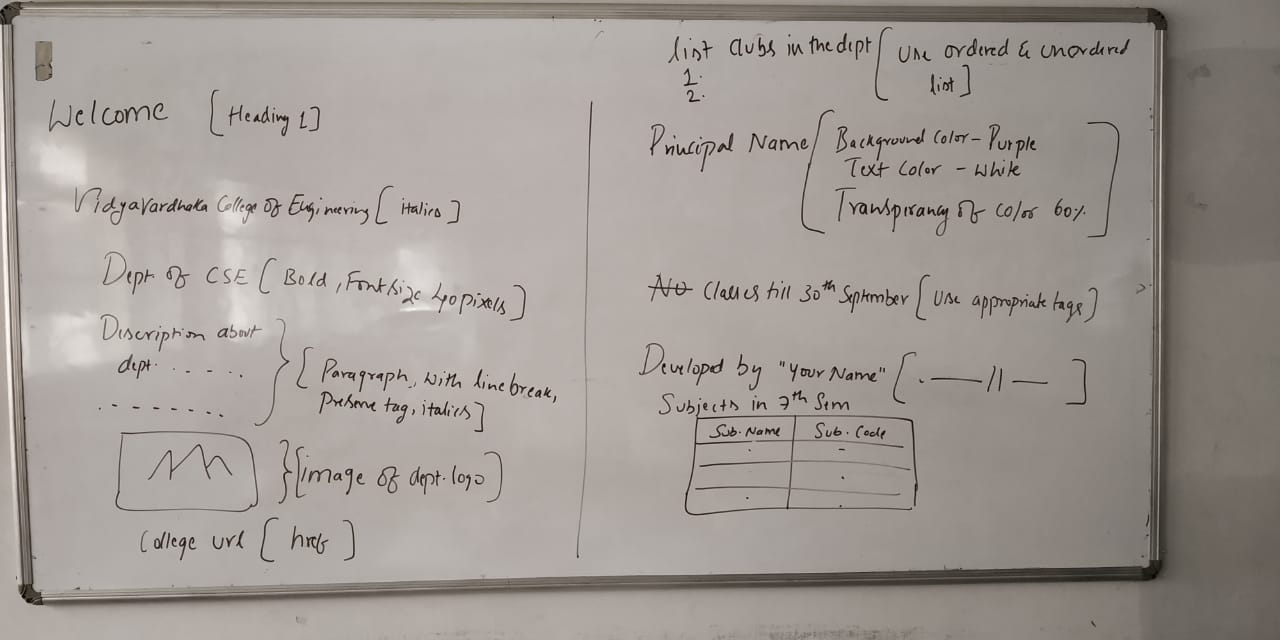 Welcome [Heading 1]
Vidyavardhaka College Of Engineering [italics]
Dept of CSE [Bold, Font size 40 pixels]
Discription about
dept. . . . . .
. . . . . . . .
[Paragraph, with line break,
Preserve tag, italics]
[image of dept. logo]
College url [href]
list clubs in the dept [Use ordered & unordered
list]
1.
2.
Principal Name [Background Color - Purple
Text Color - White
Transpirancy of color 60%]
No Classes till 30th September [Use appropriate tags]
Developed by "Your Name" [. — 11 — ]
Subjects in 7th Sem
Sub. Name Sub. Code